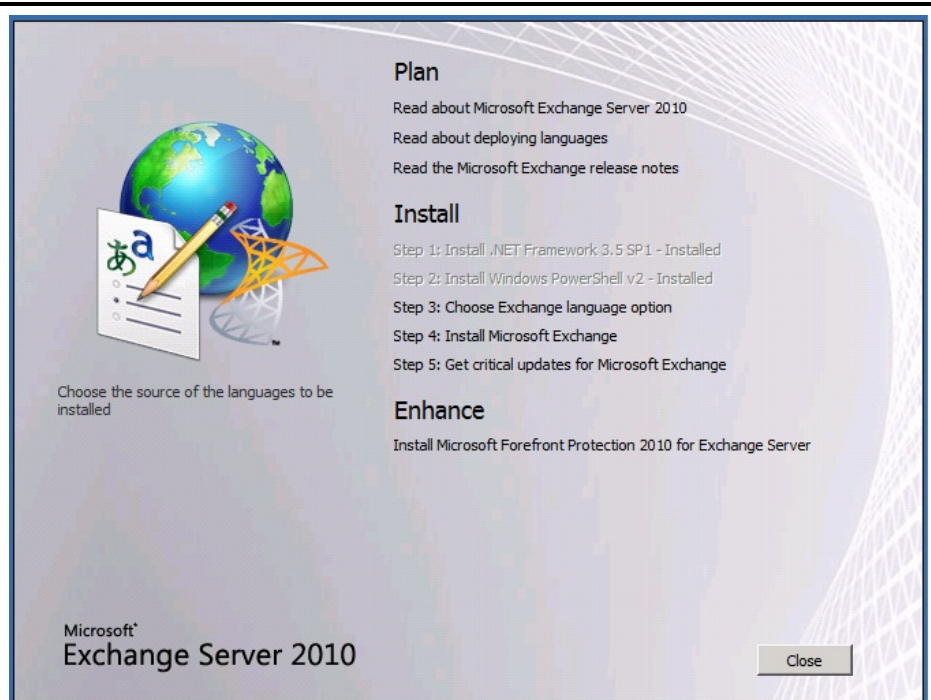 Plan
Read about Microsoft Exchange Server 2010
Read about deploying languages
Read the Microsoft Exchange release notes
Install
Step 1: Install .NET Framework 3.5 SP1 - Installed
Step 2: Install Windows PowerShell v2 - Installed
Step 3: Choose Exchange language option
Step 4: Install Microsoft Exchange
Step 5: Get critical updates for Microsoft Exchange
Enhance
Install Microsoft Forefront Protection 2010 for Exchange Server
あa
Choose the source of the languages to be
installed
Microsoft
Exchange Server 2010
Close